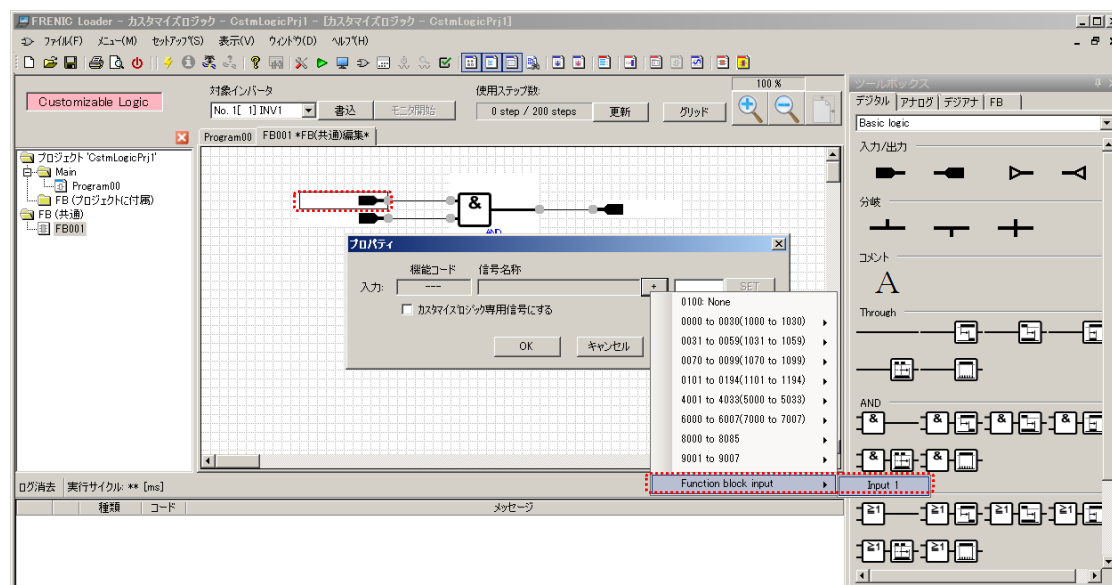 FRENIC Loader - カスタマイズロジック - CstmLogicPrj1 - [カスタマイズロジック - CstmLogicPrj1]
ファイル(F) メニュー(M) セットアップ(S) 表示(V) ウィンドウ(D) ヘルプ(H)
Customizable Logic
対象インバータ
No. 1[ 1] INV1
書込
モニタ開始
使用ステップ数:
0 step / 200 steps
更新
グリッド
100 %
プロジェクト 'CstmLogicPrj1'
Main
Program00
FB (プロジェクトに付属)
FB (共通)
FB001
Program00
FB001 *FB(共通)編集*
&
AND
プロパティ
機能コード 信号名称
入力: --- + SET
カスタマイズロジック専用信号にする
OK キャンセル
0100: None
0000 to 0030(1000 to 1030)
0031 to 0059(1031 to 1059)
0070 to 0099(1070 to 1099)
0101 to 0194(1101 to 1194)
4001 to 4033(5000 to 5033)
6000 to 6007(7000 to 7007)
8000 to 8085
9001 to 9007
Function block input
Input 1
ツールボックス
デジタル アナログ デジアナ FB
Basic logic
入力/出力
分岐
コメント
A
Through
AND
& & & &
& &
≧1 ≧1 ≧1 ≧1
≧1 ≧1
ログ消去 実行サイクル: ** [ms]
種類 コード メッセージ